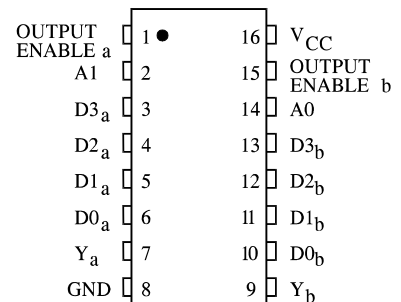 OUTPUT
ENABLE a
1
16
VCC
A1
2
15
OUTPUT
ENABLE b
D3a
3
14
A0
D2a
4
13
D3b
D1a
5
12
D2b
D0a
6
11
D1b
Ya
7
10
D0b
GND
8
9
Yb